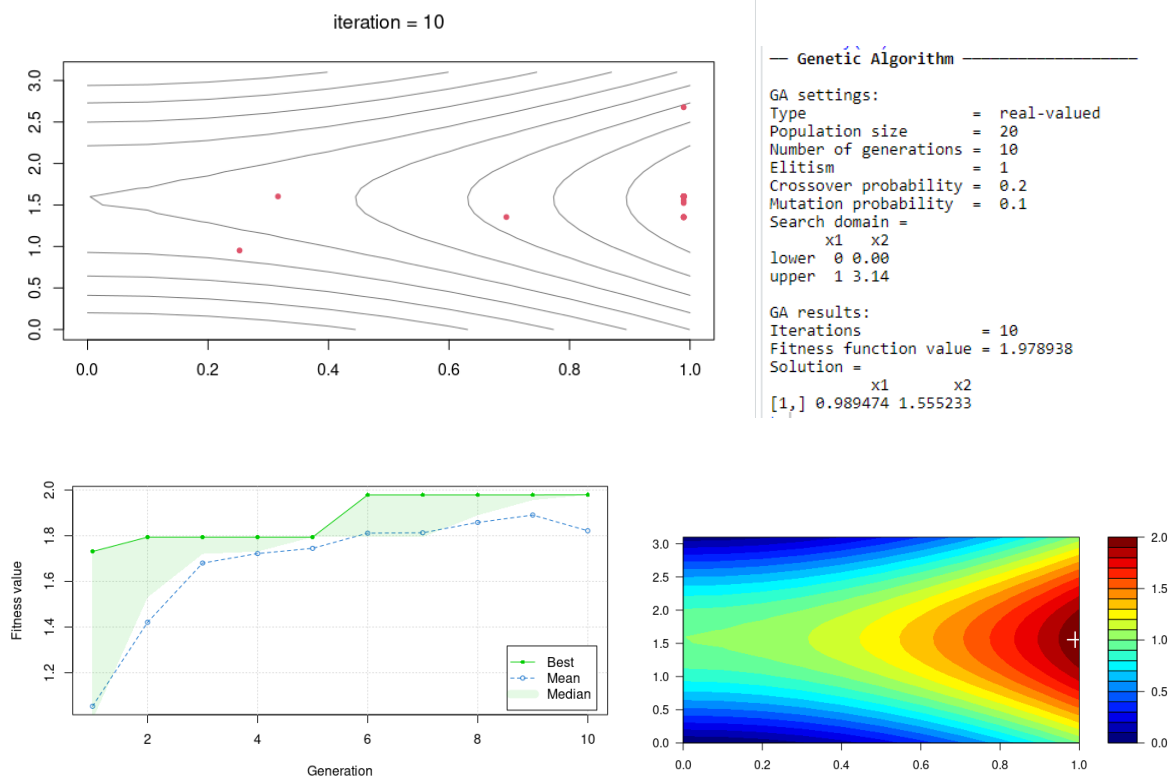 iteration = 10
3.0
2.5
2.0
1.5
1.0
0.5
0.0
0.0 0.2 0.4 0.6 0.8 1.0
── Genetic Algorithm ───────────────────
GA settings:
Type = real-valued
Population size = 20
Number of generations = 10
Elitism = 1
Crossover probability = 0.2
Mutation probability = 0.1
Search domain =
x1 x2
lower 0 0.00
upper 1 3.14
GA results:
Iterations = 10
Fitness function value = 1.978938
Solution =
x1 x2
[1,] 0.989474 1.555233
Fitness value
2.0
1.8
1.6
1.4
1.2
Best
Mean
Median
2 4 6 8 10
Generation
3.0
2.5
2.0
1.5
1.0
0.5
0.0
0.0 0.2 0.4 0.6 0.8 1.0
2.0
1.5
1.0
0.5
0.0